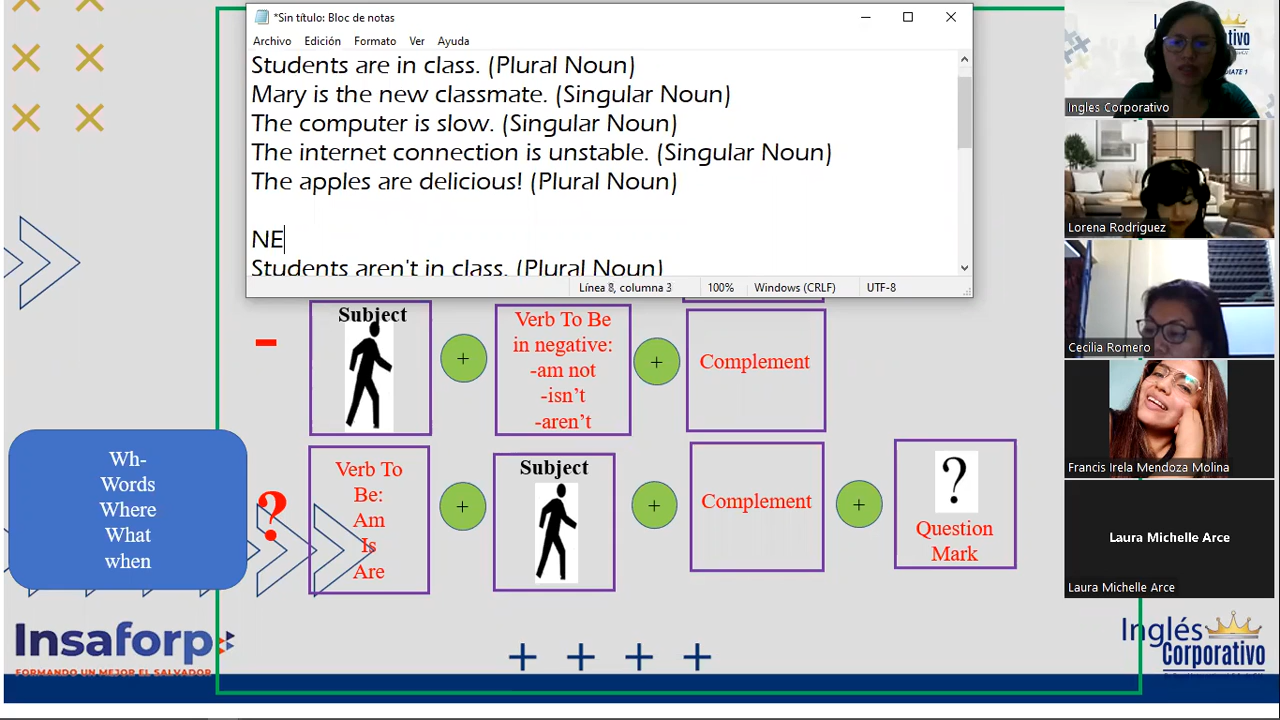 *Sin título: Bloc de notas
Archivo Edición Formato Ver Ayuda
Students are in class. (Plural Noun)
Mary is the new classmate. (Singular Noun)
The computer is slow. (Singular Noun)
The internet connection is unstable. (Singular Noun)
The apples are delicious! (Plural Noun)
NE
Students aren't in class. (Plural Noun)
Línea 8, columna 3 100% Windows (CRLF) UTF-8
-
Subject
+
Verb To Be
in negative:
-am not
-isn't
-aren't
+
Complement
Wh-
Words
Where
What
when
?
Verb To
Be:
Am
Is
Are
+
Subject
+
Complement
+
?
Question
Mark
Insaforp
FORMANDO UN MEJOR EL SALVADOR
Inglés
Corporativo
Ingles Corporativo
Lorena Rodríguez
Cecilia Romero
Francis Irela Mendoza Molina
Laura Michelle Arce
Laura Michelle Arce